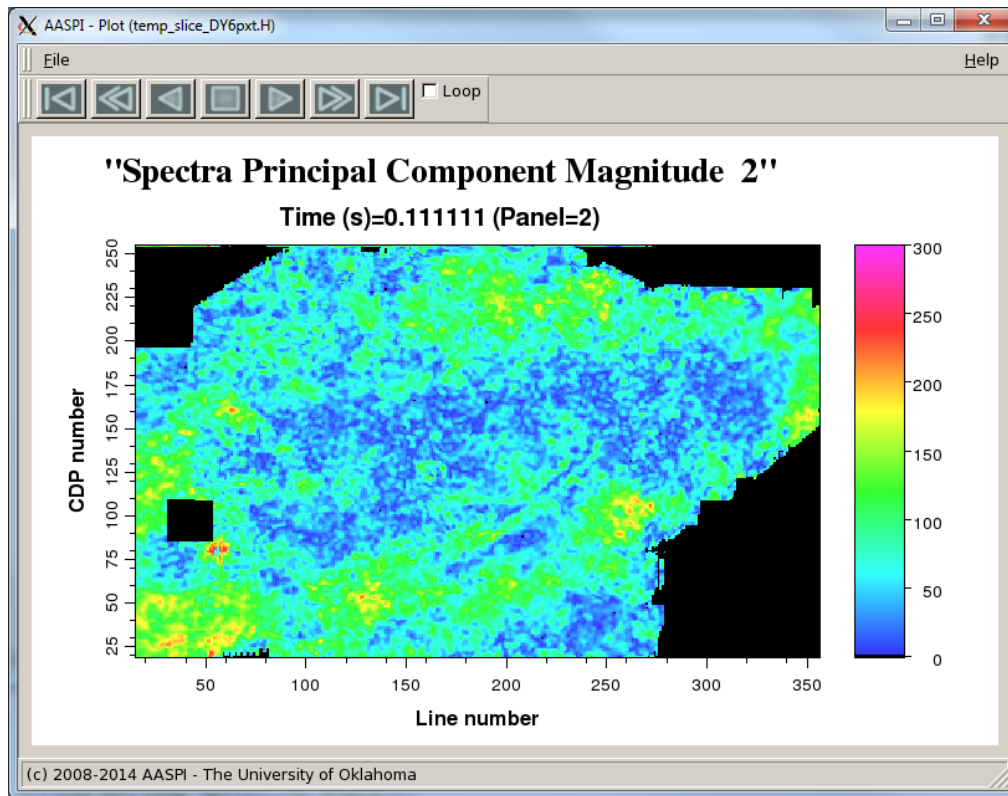 AASPI - Plot (temp_slice_DY6pxt.H)
File
Help
Loop
"Spectra Principal Component Magnitude 2"
Time (s)=0.111111 (Panel=2)
CDP number
250
225
200
175
150
125
100
75
50
25
50
100
150
200
250
300
350
Line number
300
250
200
150
100
50
0
(c) 2008-2014 AASPI - The University of Oklahoma